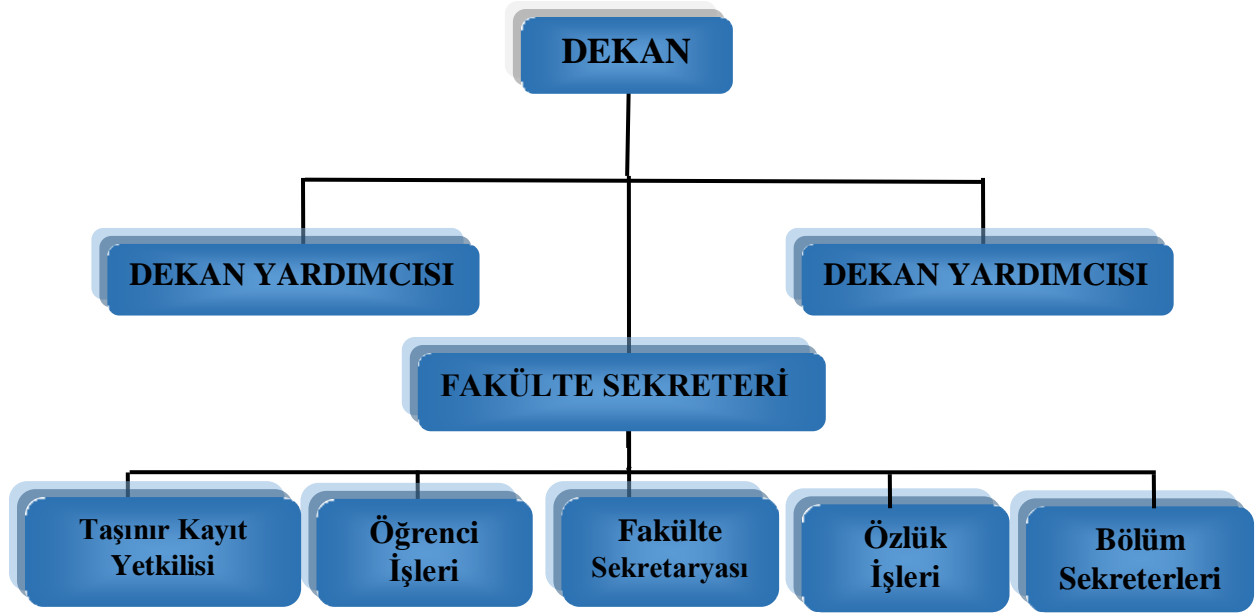 DEKAN
DEKAN YARDIMCISI
DEKAN YARDIMCISI
FAKÜLTE SEKRETERİ
Taşınır Kayıt
Yetkilisi
Öğrenci
İşleri
Fakülte
Sekretaryası
Özlük
İşleri
Bölüm
Sekreterleri